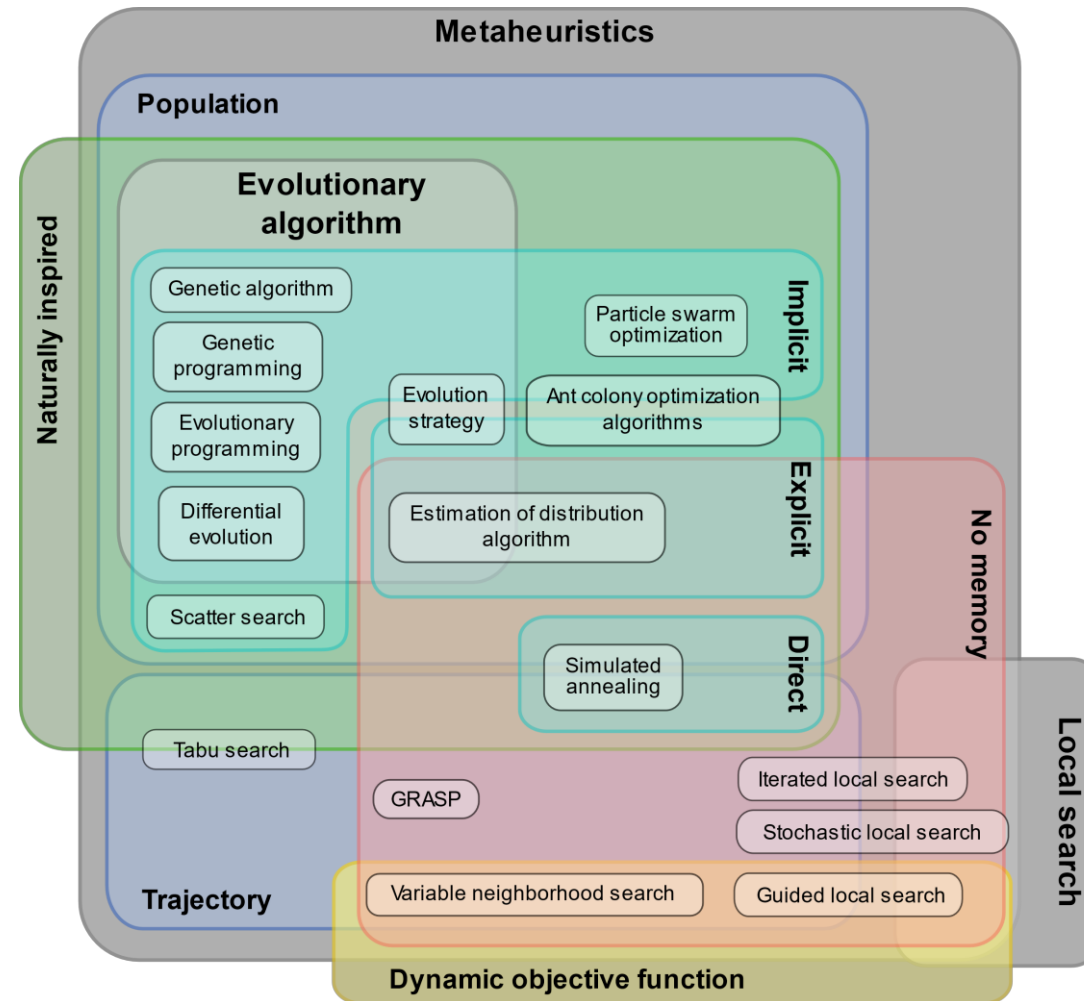 Metaheuristics
Population
Evolutionary
algorithm
Naturally inspired
Genetic algorithm
Implicit
Particle swarm
optimization
Genetic
programming
Evolution
strategy
Ant colony optimization
algorithms
Evolutionary
programming
Explicit
Differential
evolution
Estimation of distribution
algorithm
No memory
Scatter search
Direct
Simulated
annealing
Local search
Tabu search
GRASP
Iterated local search
Stochastic local search
Trajectory
Variable neighborhood search
Guided local search
Dynamic objective function